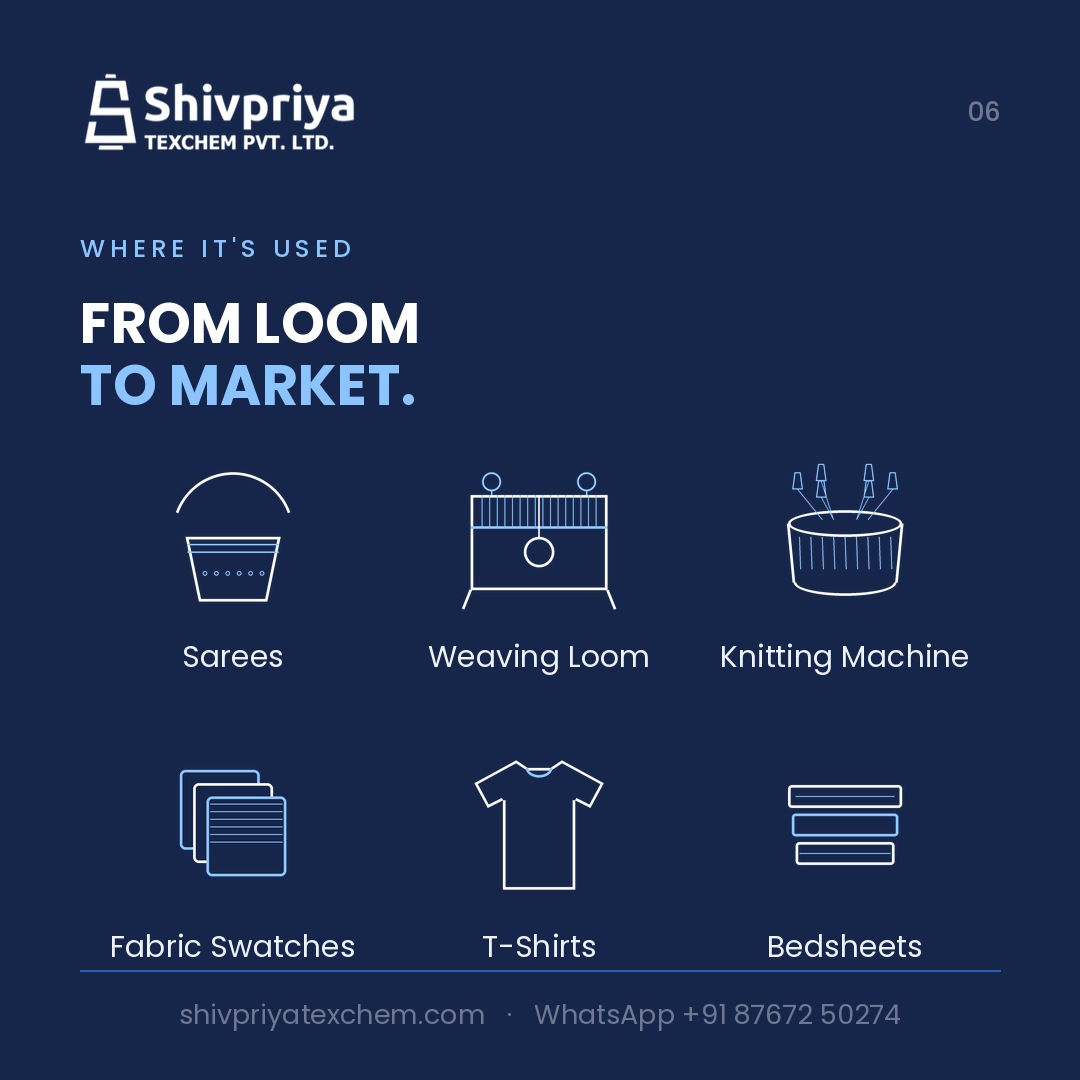 Shivpriya
TEXCHEM PVT. LTD.
06
WHERE IT'S USED
FROM LOOM
TO MARKET.
Sarees
Weaving Loom
Knitting Machine
Fabric Swatches
T-Shirts
Bedsheets
shivpriyatexchem.com · WhatsApp +91 87672 50274